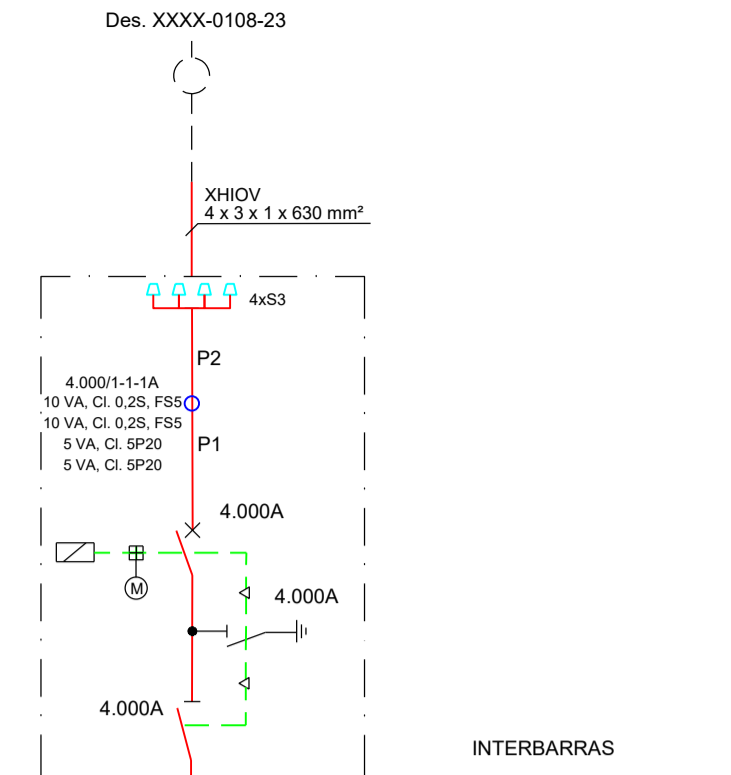 Des. XXXX-0108-23
XHIOV
4 x 3 x 1 x 630 mm²
4xS3
P2
4.000/1-1-1A
10 VA, Cl. 0,2S, FS5
10 VA, Cl. 0,2S, FS5
5 VA, Cl. 5P20
P1
5 VA, Cl. 5P20
4.000A
M
4.000A
4.000A
INTERBARRAS